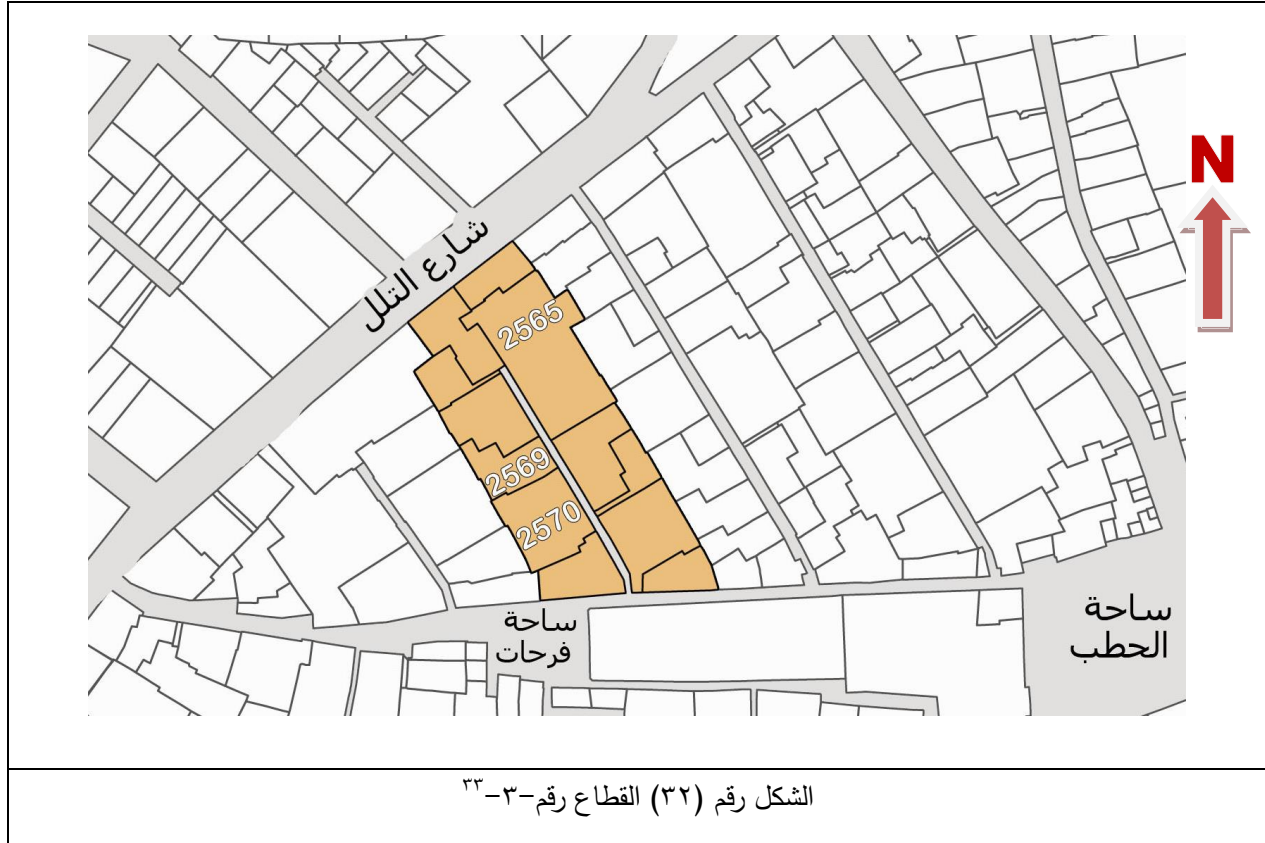 N
شارع التلل
2565
2569
2570
ساحة
فرحات
ساحة
الحطب
الشكل رقم (٣٢) القطاع رقم-٣-٣٣